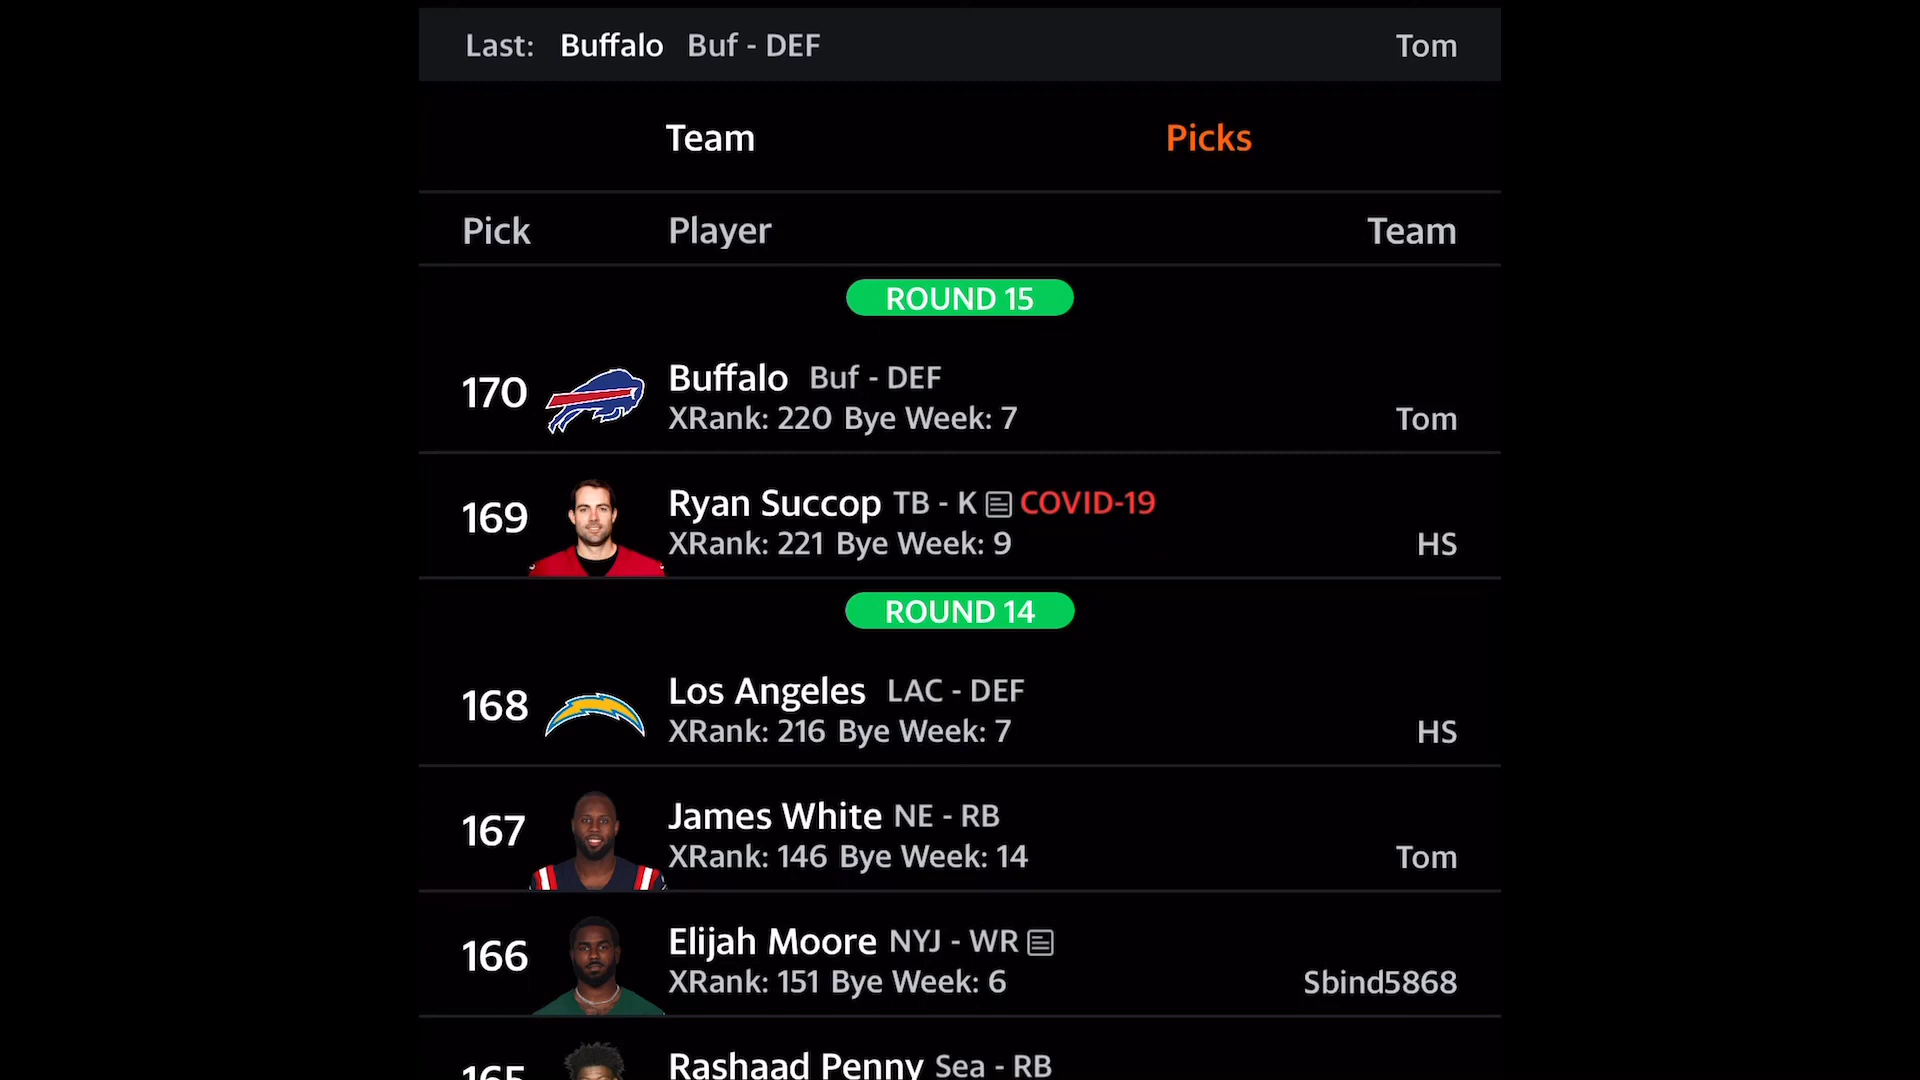 Last: Buffalo Buf - DEF Tom
Team Picks
Pick Player Team
ROUND 15
170 Buffalo Buf - DEF
XRank: 220 Bye Week: 7 Tom
169 Ryan Succop TB - K COVID-19
XRank: 221 Bye Week: 9 HS
ROUND 14
168 Los Angeles LAC - DEF
XRank: 216 Bye Week: 7 HS
167 James White NE - RB
XRank: 146 Bye Week: 14 Tom
166 Elijah Moore NYJ - WR
XRank: 151 Bye Week: 6 Sbind5868
165 Rashaad Penny Sea - RB